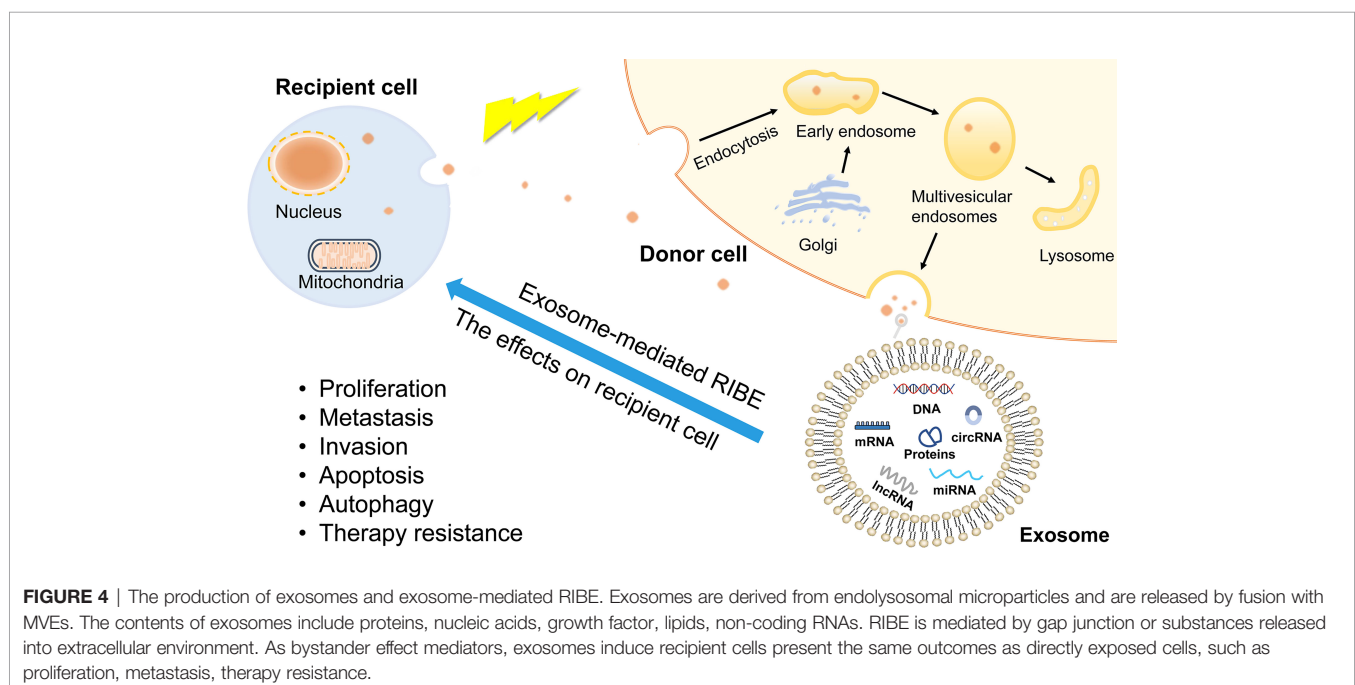 Recipient cell
Nucleus
Mitochondria
Endocytosis
Early endosome
Golgi
Multivesicular
endosomes
Lysosome
Donor cell
Exosome-mediated RIBE
The effects on recipient cell
• Proliferation
• Metastasis
• Invasion
• Apoptosis
• Autophagy
• Therapy resistance
DNA
mRNA
circRNA
Proteins
lncRNA
miRNA
Exosome
FIGURE 4 | The production of exosomes and exosome-mediated RIBE. Exosomes are derived from endolysosomal microparticles and are released by fusion with
MVEs. The contents of exosomes include proteins, nucleic acids, growth factor, lipids, non-coding RNAs. RIBE is mediated by gap junction or substances released
into extracellular environment. As bystander effect mediators, exosomes induce recipient cells present the same outcomes as directly exposed cells, such as
proliferation, metastasis, therapy resistance.